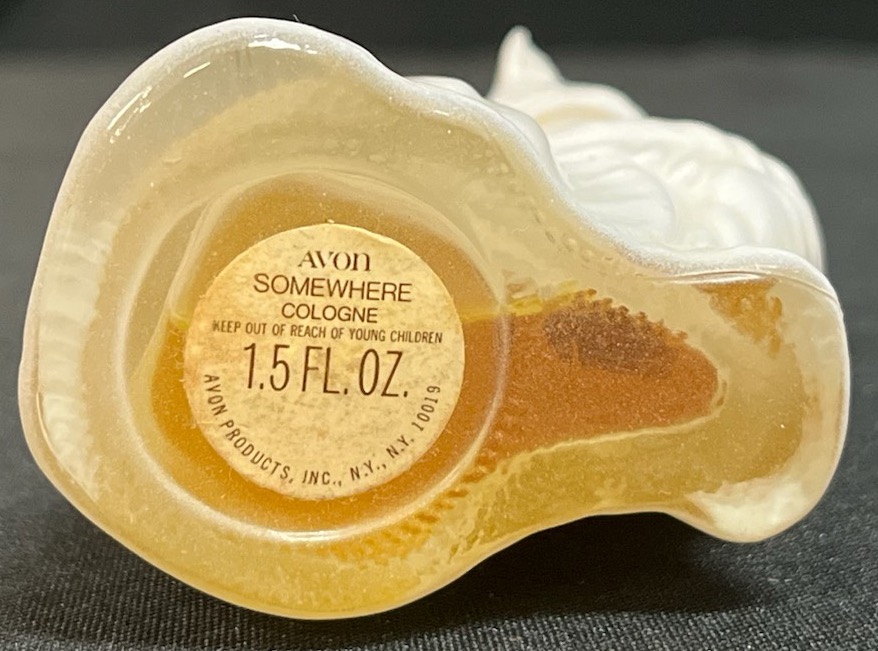 AVON
SOMEWHERE
COLOGNE
KEEP OUT OF REACH OF YOUNG CHILDREN
1.5 FL. OZ.
AVON PRODUCTS, INC., N.Y., N.Y. 10019